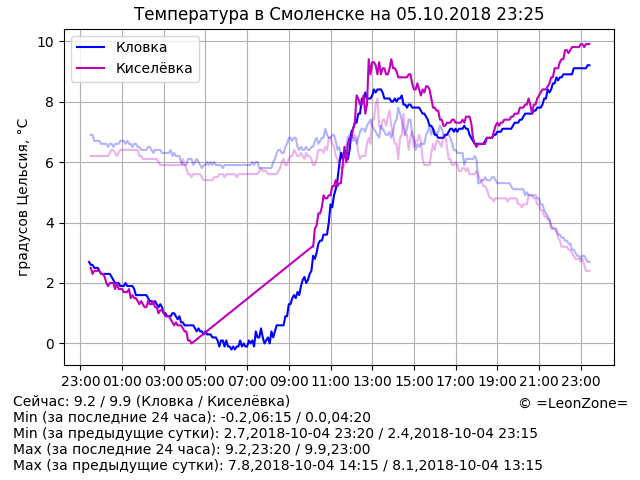 Температура в Смоленске на 05.10.2018 23:25
градусов Цельсия, °C
10
8
6
4
2
0
Кловка
Киселёвка
23:00 01:00 03:00 05:00 07:00 09:00 11:00 13:00 15:00 17:00 19:00 21:00 23:00
Сейчас: 9.2 / 9.9 (Кловка / Киселёвка)
© =LeonZone=
Min (за последние 24 часа): -0.2,06:15 / 0.0,04:20
Min (за предыдущие сутки): 2.7,2018-10-04 23:20 / 2.4,2018-10-04 23:15
Max (за последние 24 часа): 9.2,23:20 / 9.9,23:00
Max (за предыдущие сутки): 7.8,2018-10-04 14:15 / 8.1,2018-10-04 13:15